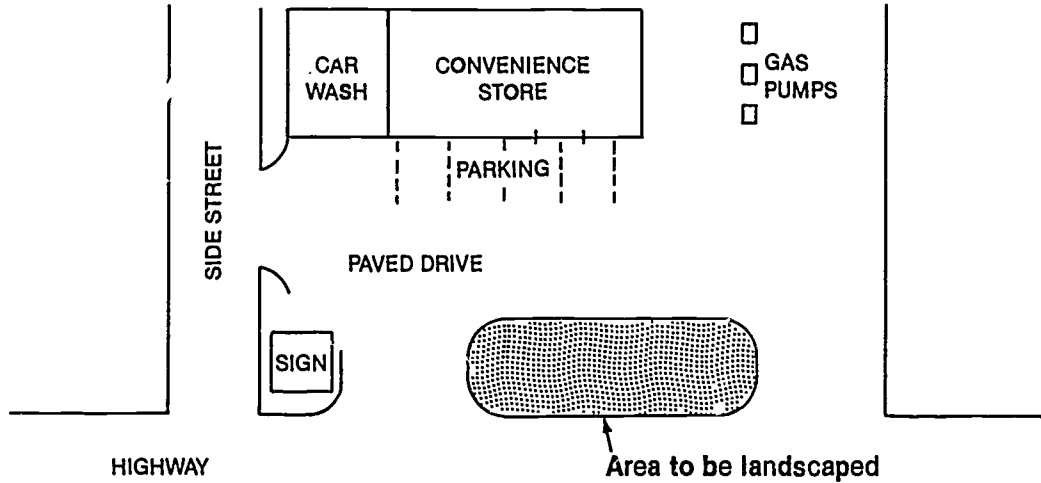 CAR
WASH
CONVENIENCE
STORE
GAS
PUMPS
PARKING
SIDE STREET
PAVED DRIVE
SIGN
HIGHWAY
Area to be landscaped